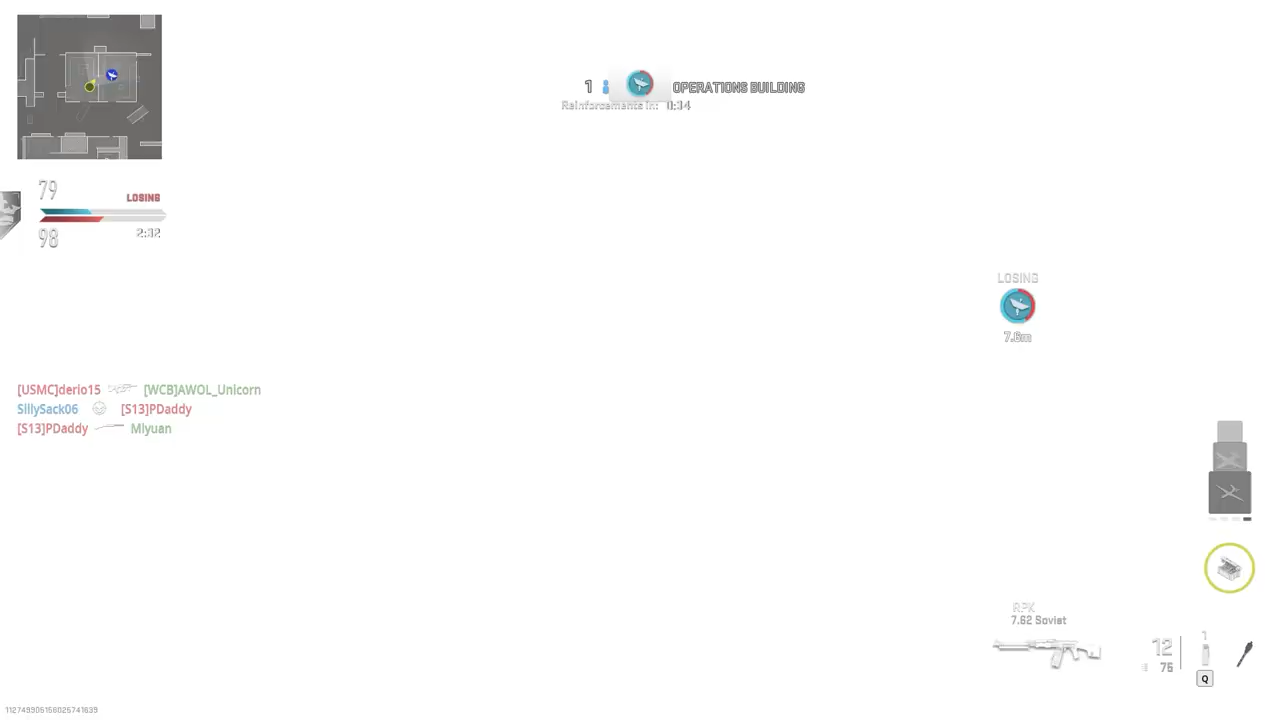 1 OPERATIONS BUILDING
Reinforcements in: 0:34
79 LOSING
98 2:32
LOSING
7.6m
[USMC]derio15 [WCB]AWOL_Unicorn
SillySack06 [S13]PDaddy
[S13]PDaddy Miyuan
RPK
7.62 Soviet
12
76
1
Q
112749905158025741639